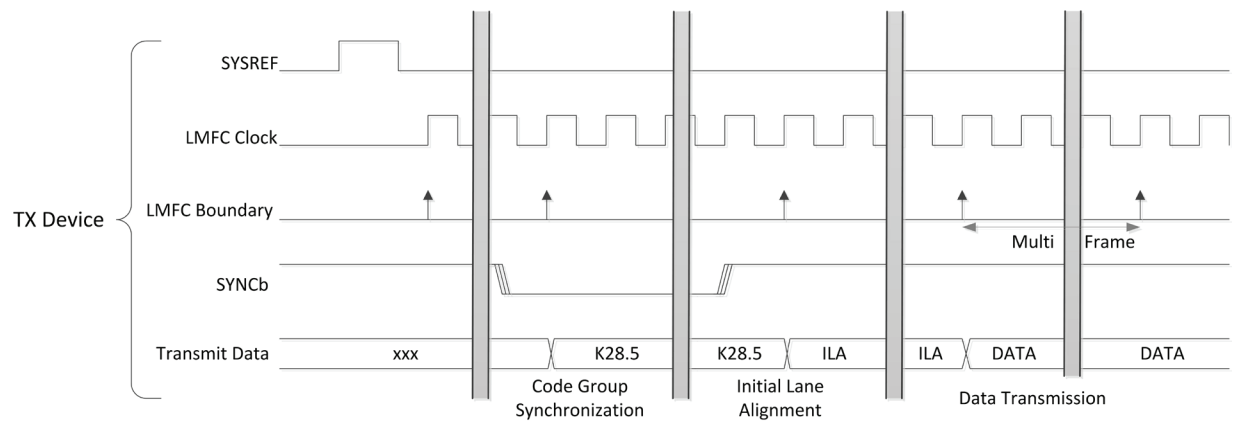 SYSREF
LMFC Clock
TX Device
LMFC Boundary
Multi Frame
SYNCb
Transmit Data
xxx K28.5 K28.5 ILA ILA DATA DATA
Code Group
Synchronization
Initial Lane
Alignment
Data Transmission